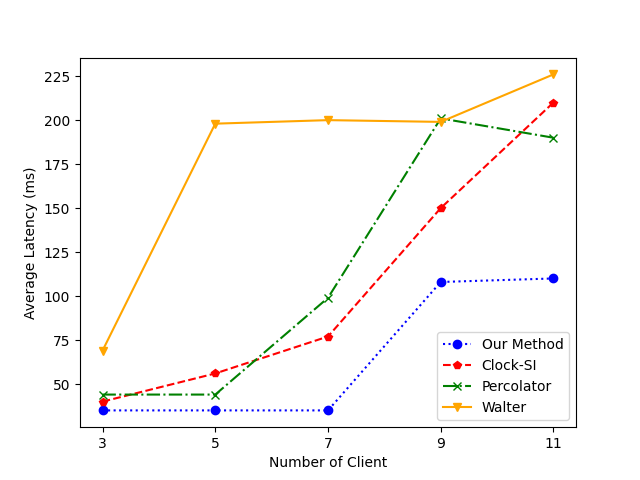 225
200
175
150
125
100
75
50
Average Latency (ms)
3 5 7 9 11
Number of Client
Our Method
Clock-SI
Percolator
Walter